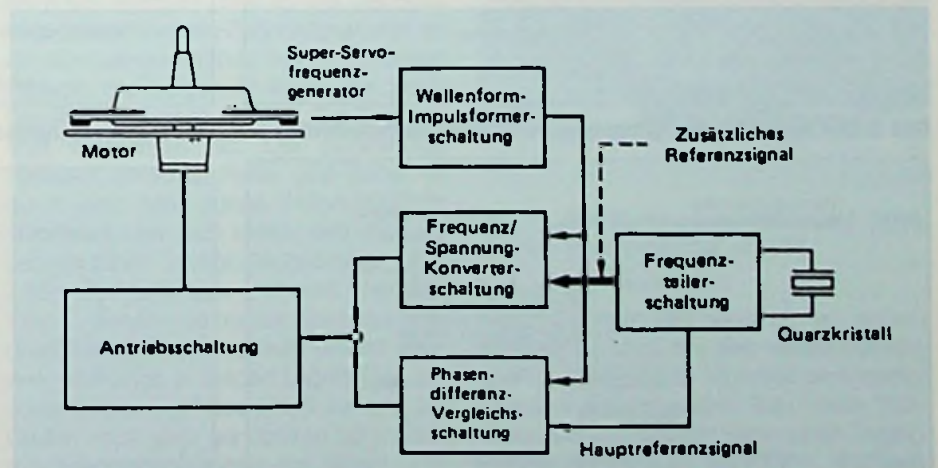 Super-Servo-
frequenz-
generator
Motor
Wellenform-
Impulsformer-
schaltung
Zusätzliches
Referenzsignal
Frequenz/
Spannung-
Konverter-
schaltung
Frequenz-
teiler-
schaltung
Quarzkristall
Antriebsschaltung
Phasen-
differenz-
Vergleichs-
schaltung
Hauptreferenzsignal